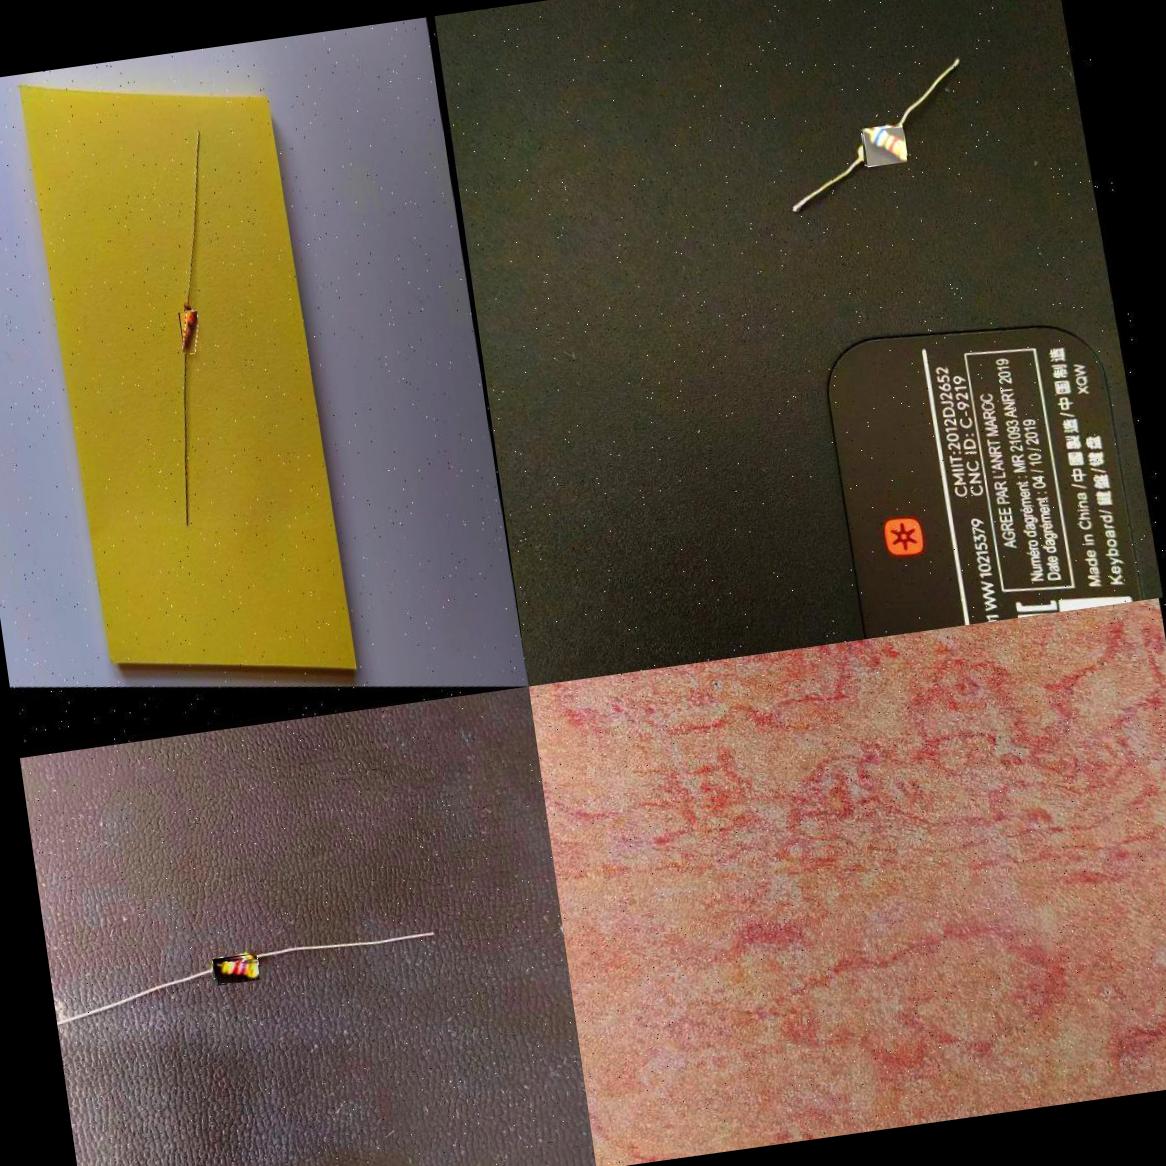 CMIIT:2012DJ2652
CNC ID: C-9219
1 WW 10215379
AGREE PAR L'ANRT MAROC
Numéro d'agrément : MR 21093 ANRT 2019
Date d'agrément : 04 / 10 / 2019
Made in China / 中國製造 / 中国制造
Keyboard / 鍵盤 / 键盘
XQW